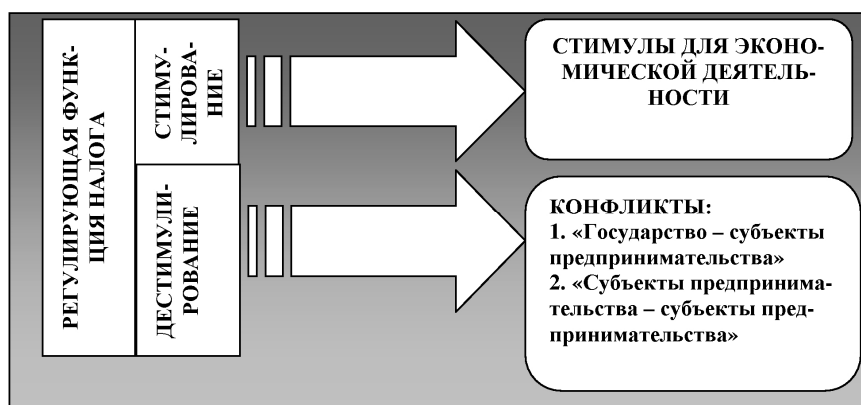 РЕГУЛИРУЮЩАЯ ФУНК-
ЦИЯ НАЛОГА
СТИМУ-
ЛИРОВА-
НИЕ
ДЕСТИМУЛИ-
РОВАНИЕ
СТИМУЛЫ ДЛЯ ЭКОНО-
МИЧЕСКОЙ ДЕЯТЕЛЬ-
НОСТИ
КОНФЛИКТЫ:
1. «Государство – субъекты
предпринимательства»
2. «Субъекты предпринима-
тельства – субъекты пред-
принимательства»